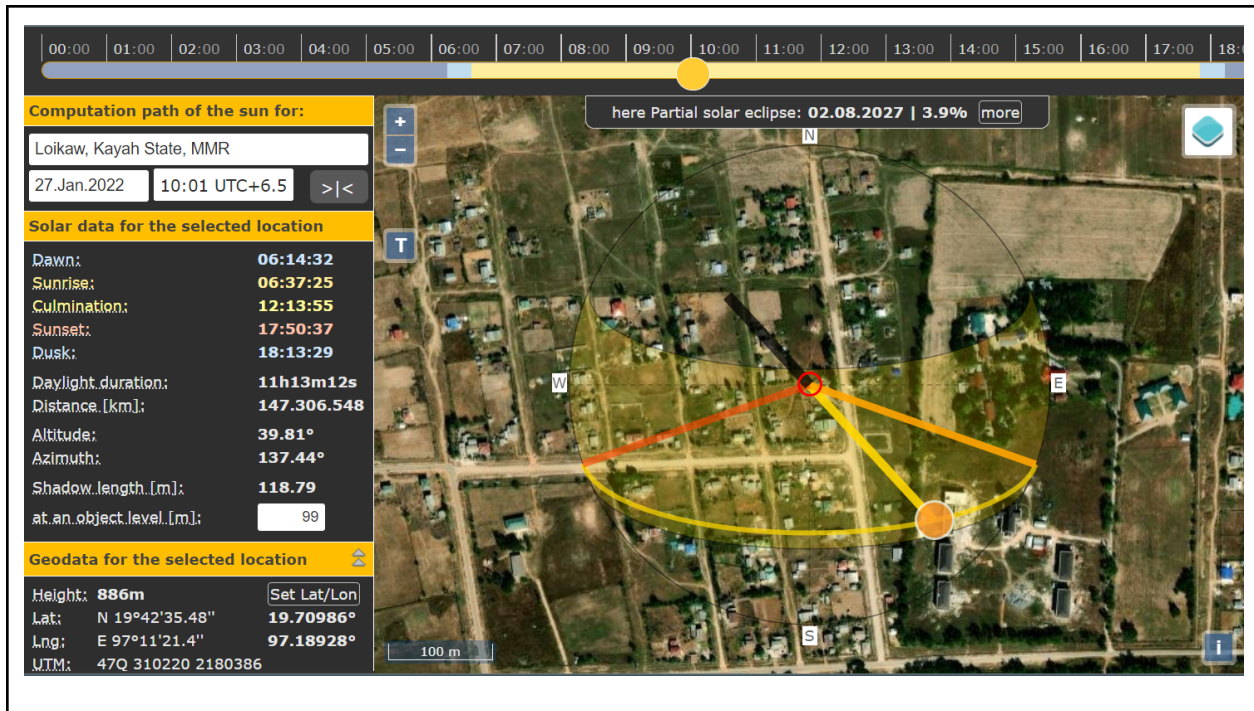 00:00 01:00 02:00 03:00 04:00 05:00 06:00 07:00 08:00 09:00 10:00 11:00 12:00 13:00 14:00 15:00 16:00 17:00 18:
Computation path of the sun for:
Loikaw, Kayah State, MMR
27.Jan.2022 10:01 UTC+6.5 >|<
Solar data for the selected location
Dawn: 06:14:32
Sunrise: 06:37:25
Culmination: 12:13:55
Sunset: 17:50:37
Dusk: 18:13:29
Daylight duration: 11h13m12s
Distance [km]: 147.306.548
Altitude: 39.81°
Azimuth: 137.44°
Shadow length [m]: 118.79
at an object level [m]: 99
Geodata for the selected location
Height: 886m Set Lat/Lon
Lat: N 19°42'35.48'' 19.70986°
Lng: E 97°11'21.4'' 97.18928°
UTM: 47Q 310220 2180386
+
−
T
here Partial solar eclipse: 02.08.2027 | 3.9% more
N
W
E
S
100 m
i